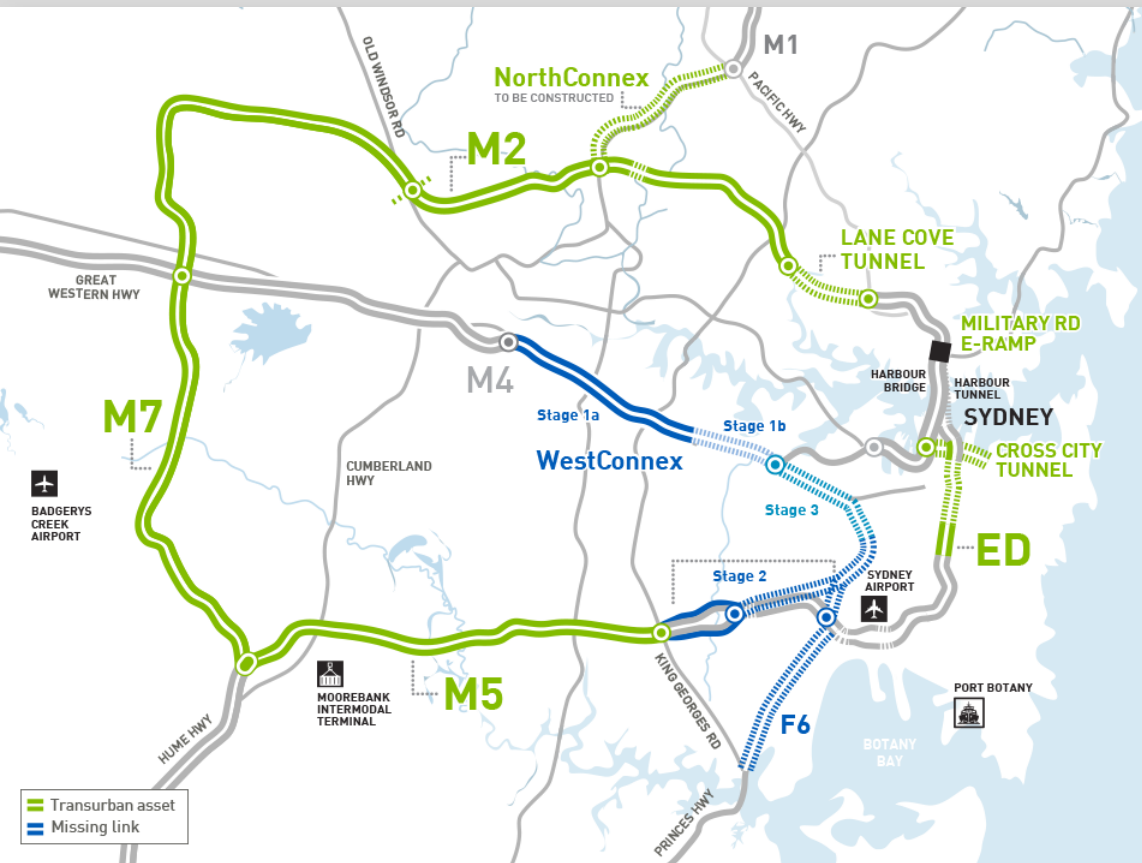 M1
OLD WINDSOR RD
NorthConnex
TO BE CONSTRUCTED
PACIFIC HWY
M2
LANE COVE
TUNNEL
GREAT
WESTERN HWY
MILITARY RD
E-RAMP
HARBOUR
BRIDGE
HARBOUR
TUNNEL
M4
SYDNEY
M7
Stage 1a
Stage 1b
CROSS CITY
TUNNEL
WestConnex
CUMBERLAND
HWY
BADGERYS
CREEK
AIRPORT
Stage 3
ED
Stage 2
SYDNEY
AIRPORT
MOOREBANK
INTERMODAL
TERMINAL
M5
KING GEORGES RD
PORT BOTANY
F6
HUME HWY
BOTANY
BAY
PRINCES HWY
Transurban asset
Missing link